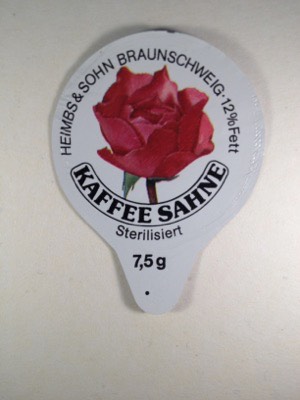 HEIMBS & SOHN BRAUNSCHWEIG · 12% Fett
KAFFEE SAHNE
Sterilisiert
7,5 g